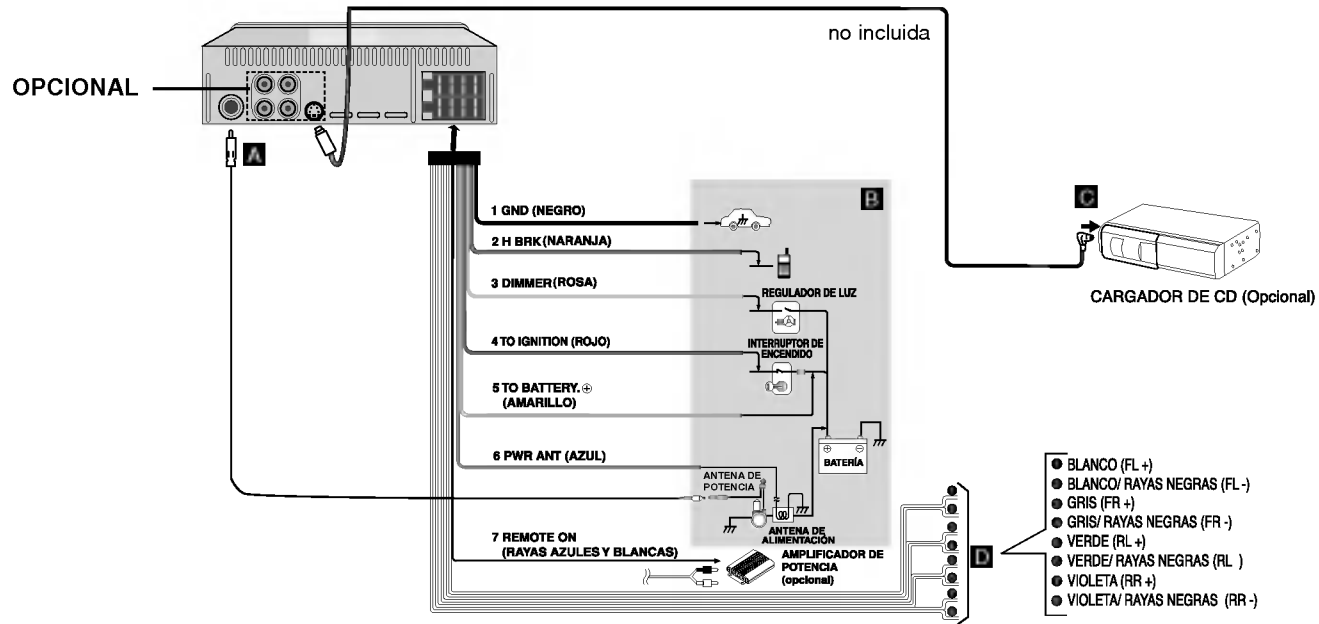 no incluida
OPCIONAL
A
B
C
1 GND (NEGRO)
2 H BRK (NARANJA)
3 DIMMER (ROSA)
REGULADOR DE LUZ
CARGADOR DE CD (Opcional)
4 TO IGNITION (ROJO)
INTERRUPTOR DE
ENCENDIDO
5 TO BATTERY. ⊕
(AMARILLO)
⊕ ⊖
BATERÍA
6 PWR ANT (AZUL)
ANTENA DE
POTENCIA
ANTENA DE
ALIMENTACIÓN
7 REMOTE ON
(RAYAS AZULES Y BLANCAS)
AMPLIFICADOR DE
POTENCIA
(opcional)
D
BLANCO (FL +)
BLANCO/ RAYAS NEGRAS (FL -)
GRIS (FR +)
GRIS/ RAYAS NEGRAS (FR -)
VERDE (RL +)
VERDE/ RAYAS NEGRAS (RL )
VIOLETA (RR +)
VIOLETA/ RAYAS NEGRAS (RR -)